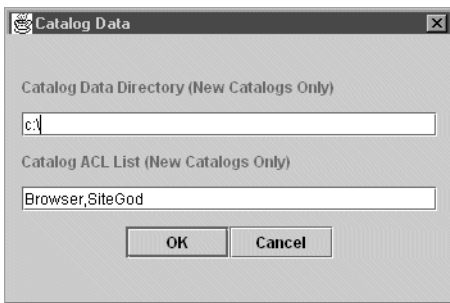 Catalog Data
Catalog Data Directory (New Catalogs Only)
c:\
Catalog ACL List (New Catalogs Only)
Browser,SiteGod
OK Cancel